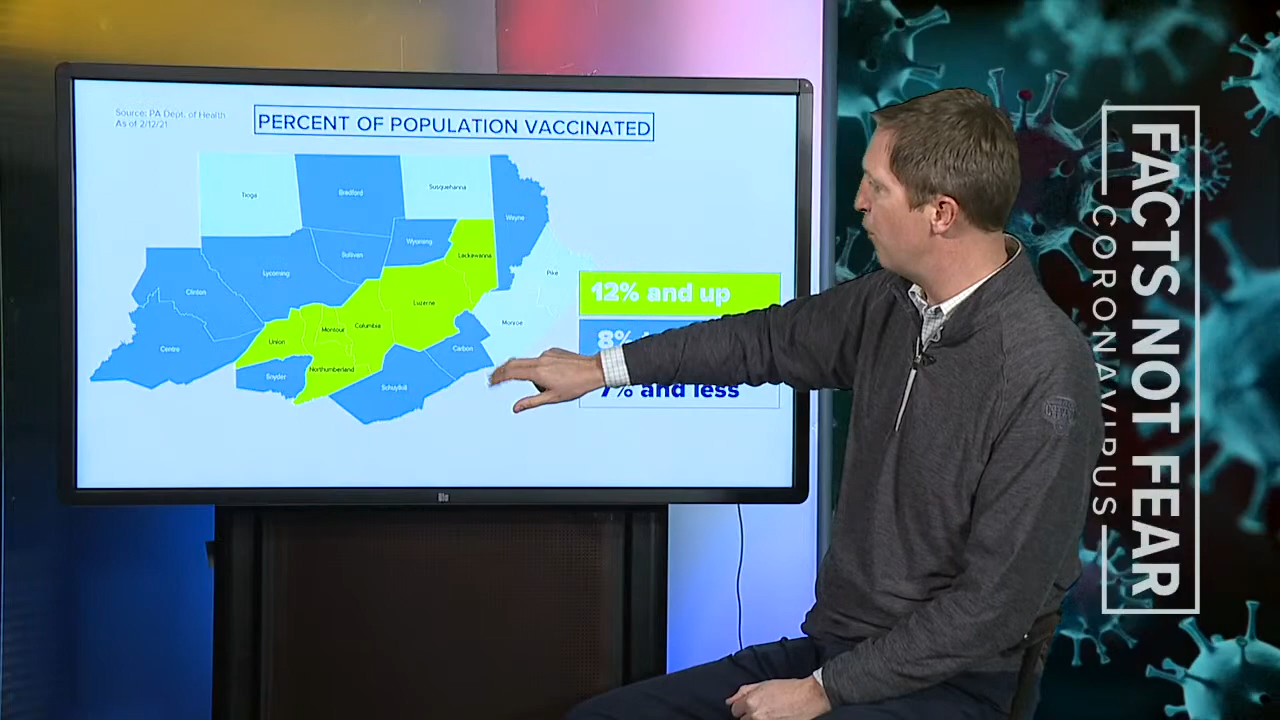 Source: PA Dept. of Health
As of 2/12/21
PERCENT OF POPULATION VACCINATED
Tioga
Bradford
Susquehanna
Wayne
Wyoming
Sullivan
Lackawanna
Lycoming
Pike
Clinton
Luzerne
Monroe
Montour
Columbia
Union
Centre
Carbon
Northumberland
Snyder
Schuylkill
12% and up
8%
7% and less
FACTS NOT FEAR
CORONAVIRUS